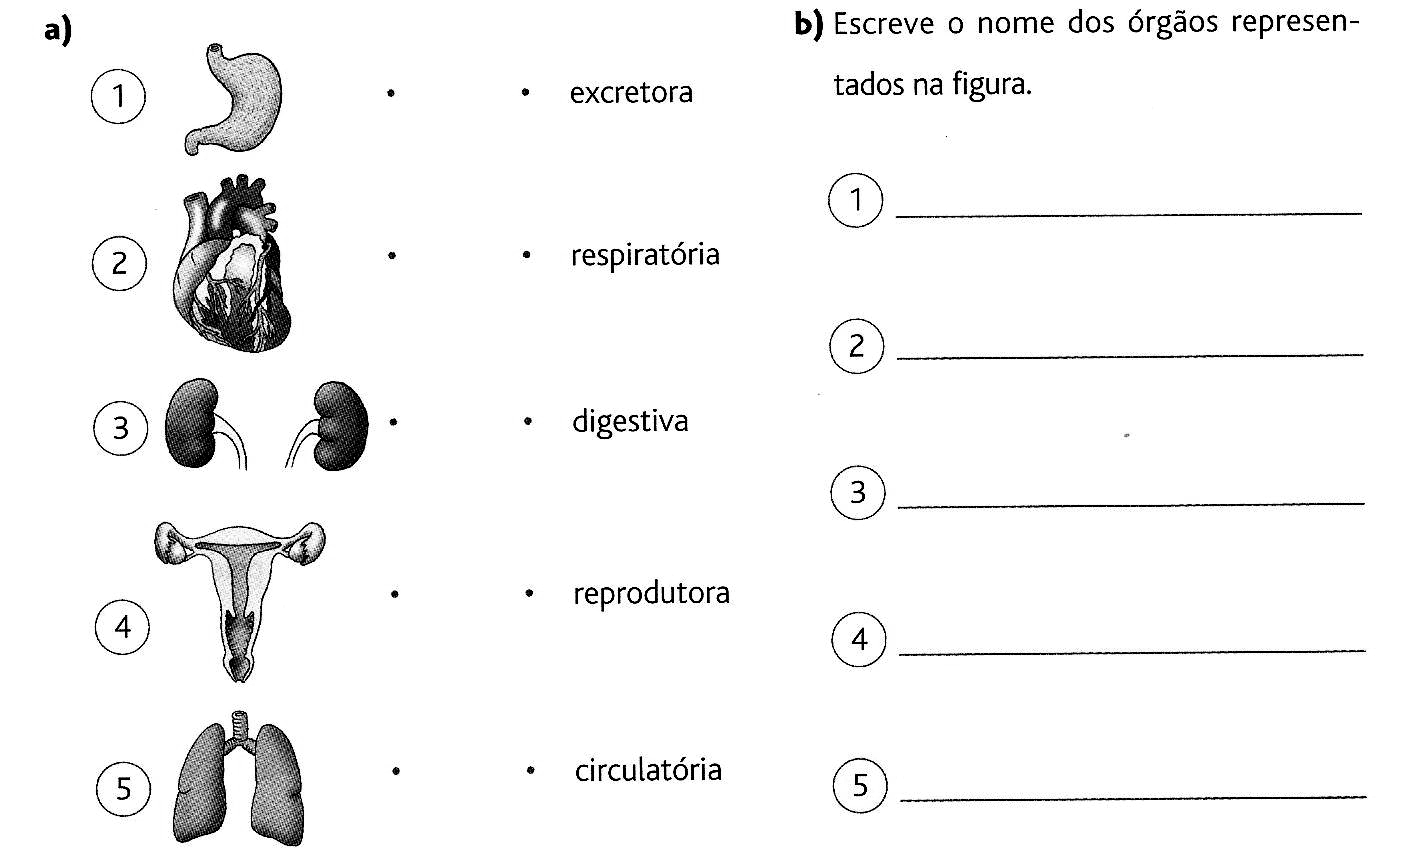 a)
1 excretora
2 respiratória
3 digestiva
4 reprodutora
5 circulatória
b) Escreve o nome dos órgãos represen-
tados na figura.
1
2
3
4
5